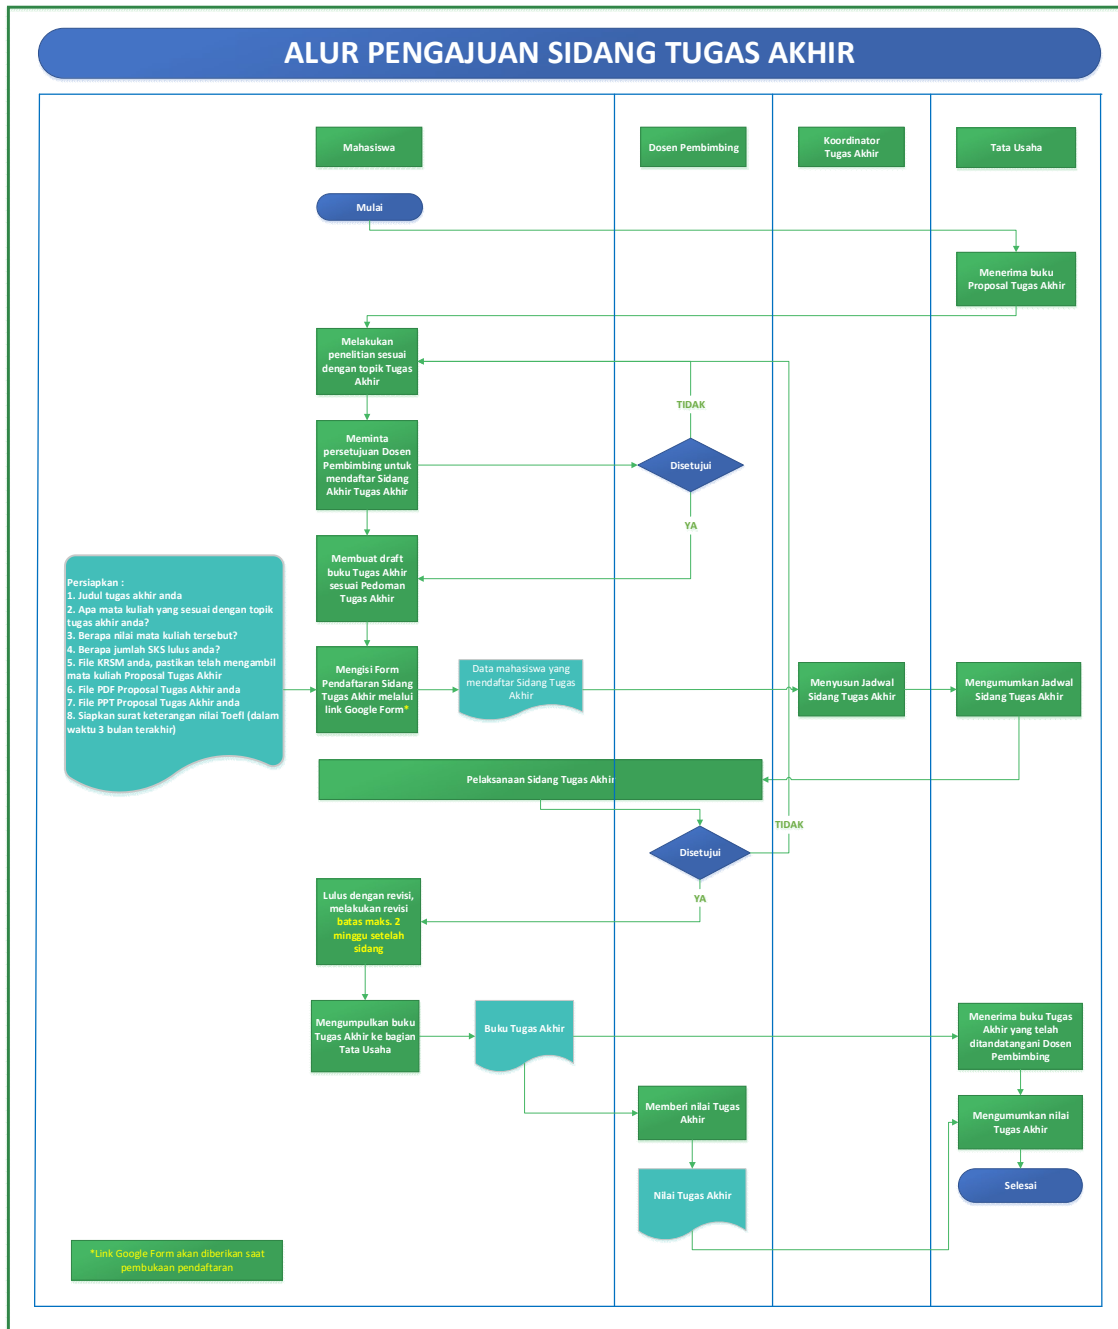 ALUR PENGAJUAN SIDANG TUGAS AKHIR
Mahasiswa
Dosen Pembimbing
Koordinator
Tugas Akhir
Tata Usaha
Mulai
Menerima buku
Proposal Tugas Akhir
Melakukan
penelitian sesuai
dengan topik Tugas
Akhir
TIDAK
Meminta
persetujuan Dosen
Pembimbing untuk
mendaftar Sidang
Akhir Tugas Akhir
Disetujui
YA
Membuat draft
buku Tugas Akhir
sesuai Pedoman
Tugas Akhir
Persiapkan :
1. Judul tugas akhir anda
2. Apa mata kuliah yang sesuai dengan topik
tugas akhir anda?
3. Berapa nilai mata kuliah tersebut?
4. Berapa jumlah SKS lulus anda?
5. File KRSM anda, pastikan telah mengambil
mata kuliah Proposal Tugas Akhir
6. File PDF Proposal Tugas Akhir anda
7. File PPT Proposal Tugas Akhir anda
8. Siapkan surat keterangan nilai Toefl (dalam
waktu 3 bulan terakhir)
Mengisi Form
Pendaftaran Sidang
Tugas Akhir melalui
link Google Form*
Data mahasiswa yang
mendaftar Sidang Tugas
Akhir
Menyusun Jadwal
Sidang Tugas Akhir
Mengumumkan Jadwal
Sidang Tugas Akhir
Pelaksanaan Sidang Tugas Akhir
TIDAK
Disetujui
YA
Lulus dengan revisi,
melakukan revisi
batas maks. 2
minggu setelah
sidang
Mengumpulkan buku
Tugas Akhir ke bagian
Tata Usaha
Buku Tugas Akhir
Menerima buku Tugas
Akhir yang telah
ditandatangani Dosen
Pembimbing
Memberi nilai Tugas
Akhir
Mengumumkan nilai
Tugas Akhir
Nilai Tugas Akhir
Selesai
*Link Google Form akan diberikan saat
pembukaan pendaftaran